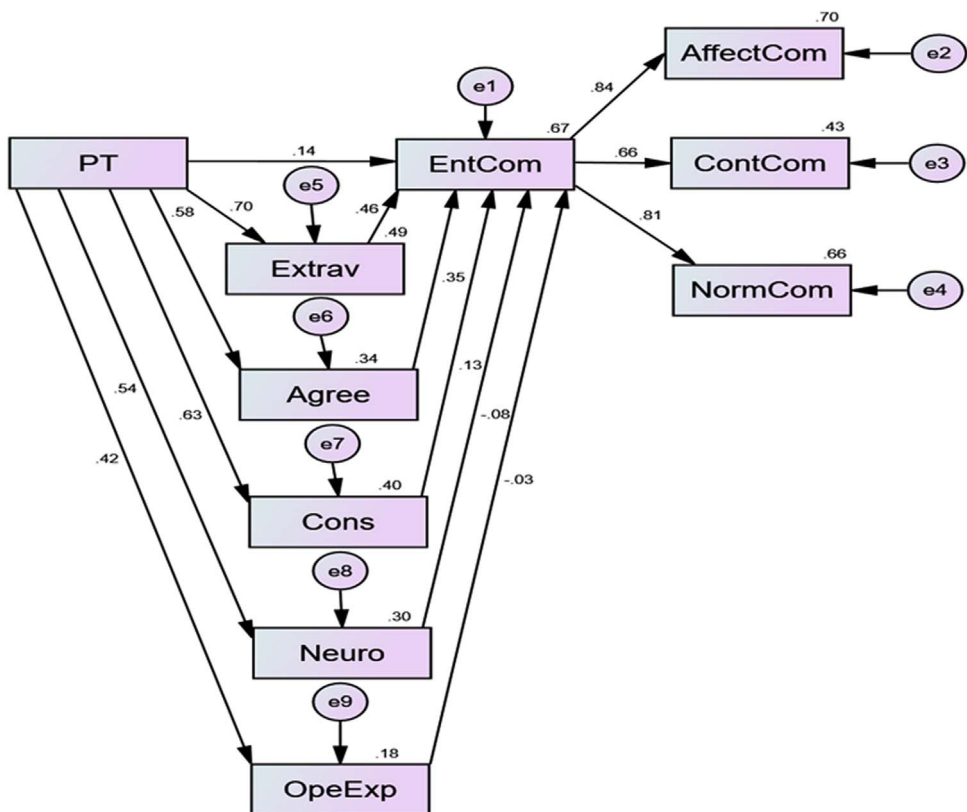 .70
AffectCom
e2
.84
e1
.67
.43
PT
.14
EntCom
.66
ContCom
e3
e5
.58
.70
.46
.49
.81
Extrav
.66
.35
NormCom
e4
e6
.34
.13
.54
Agree
-.08
.63
e7
.42
.40
-.03
Cons
e8
.30
Neuro
e9
.18
OpeExp